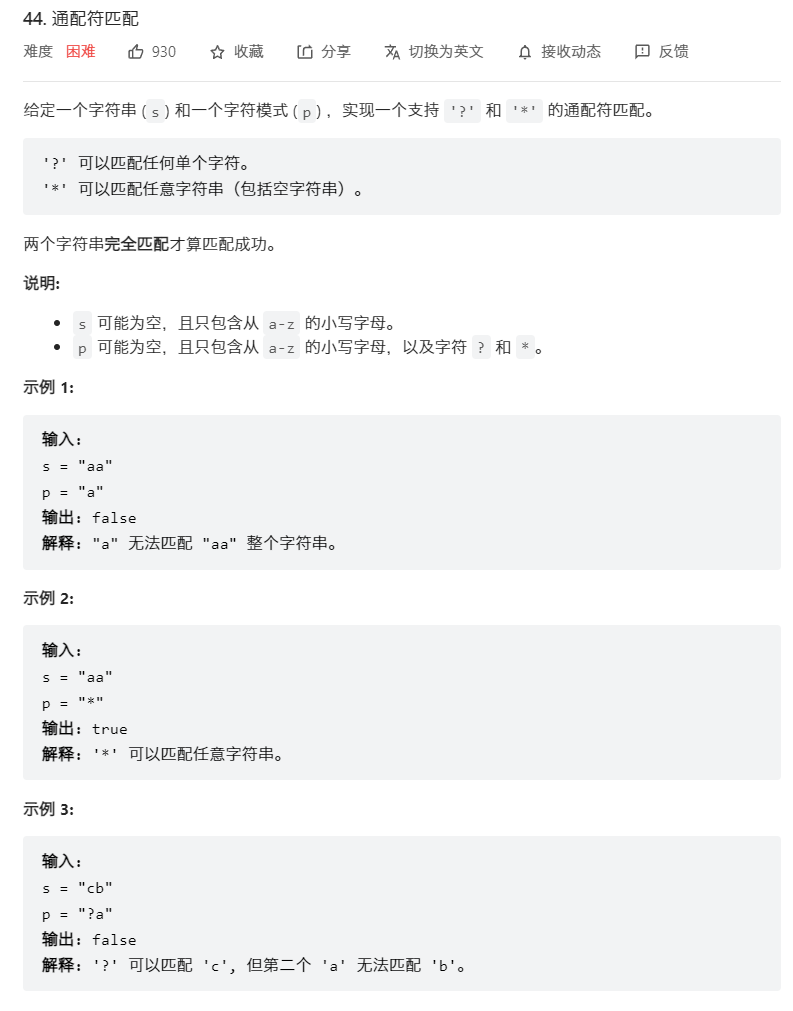 44. 通配符匹配
难度 困难 930 收藏 分享 切换为英文 接收动态 反馈
给定一个字符串 (s) 和一个字符模式 (p) ，实现一个支持 '?' 和 '*' 的通配符匹配。
'?' 可以匹配任何单个字符。
'*' 可以匹配任意字符串（包括空字符串）。
两个字符串完全匹配才算匹配成功。
说明:
s 可能为空，且只包含从 a-z 的小写字母。
p 可能为空，且只包含从 a-z 的小写字母，以及字符 ? 和 *。
示例 1:
输入:
s = "aa"
p = "a"
输出: false
解释: "a" 无法匹配 "aa" 整个字符串。
示例 2:
输入:
s = "aa"
p = "*"
输出: true
解释: '*' 可以匹配任意字符串。
示例 3:
输入:
s = "cb"
p = "?a"
输出: false
解释: '?' 可以匹配 'c', 但第二个 'a' 无法匹配 'b'。